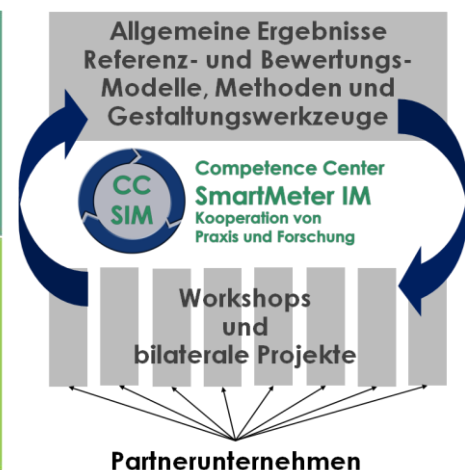 Allgemeine Ergebnisse
Referenz- und Bewertungs-
Modelle, Methoden und
Gestaltungswerkzeuge
CC
SIM
Competence Center
SmartMeter IM
Kooperation von
Praxis und Forschung
Workshops
und
bilaterale Projekte
Partnerunternehmen